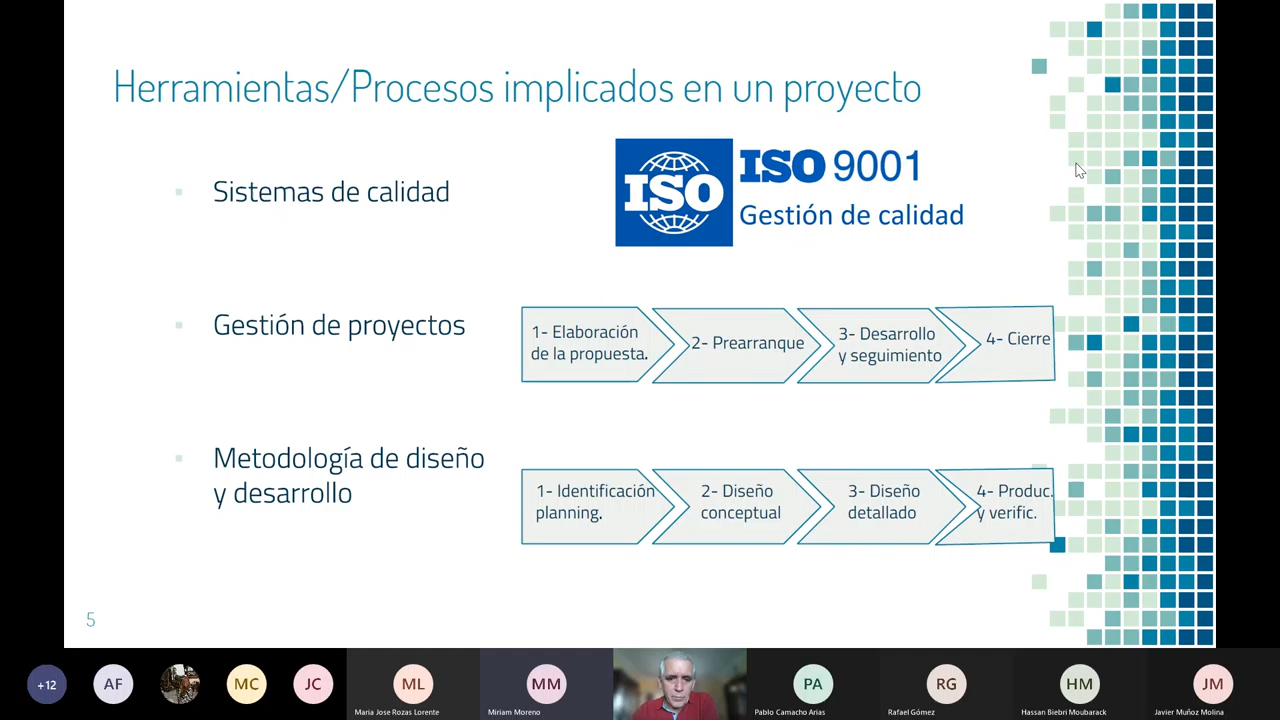 Herramientas/Procesos implicados en un proyecto
Sistemas de calidad
ISO
ISO 9001
Gestión de calidad
Gestión de proyectos
1- Elaboración
de la propuesta.
2- Prearranque
3- Desarrollo
y seguimiento
4- Cierre
Metodología de diseño
y desarrollo
1- Identificación
planning.
2- Diseño
conceptual
3- Diseño
detallado
4- Produc.
y verific.
5
+12
AF
MC
JC
ML
Maria Jose Rozas Lorente
MM
Miriam Moreno
PA
Pablo Camacho Arias
RG
Rafael Gómez
HM
Hassan Biebri Moubarack
JM
Javier Muñoz Molina